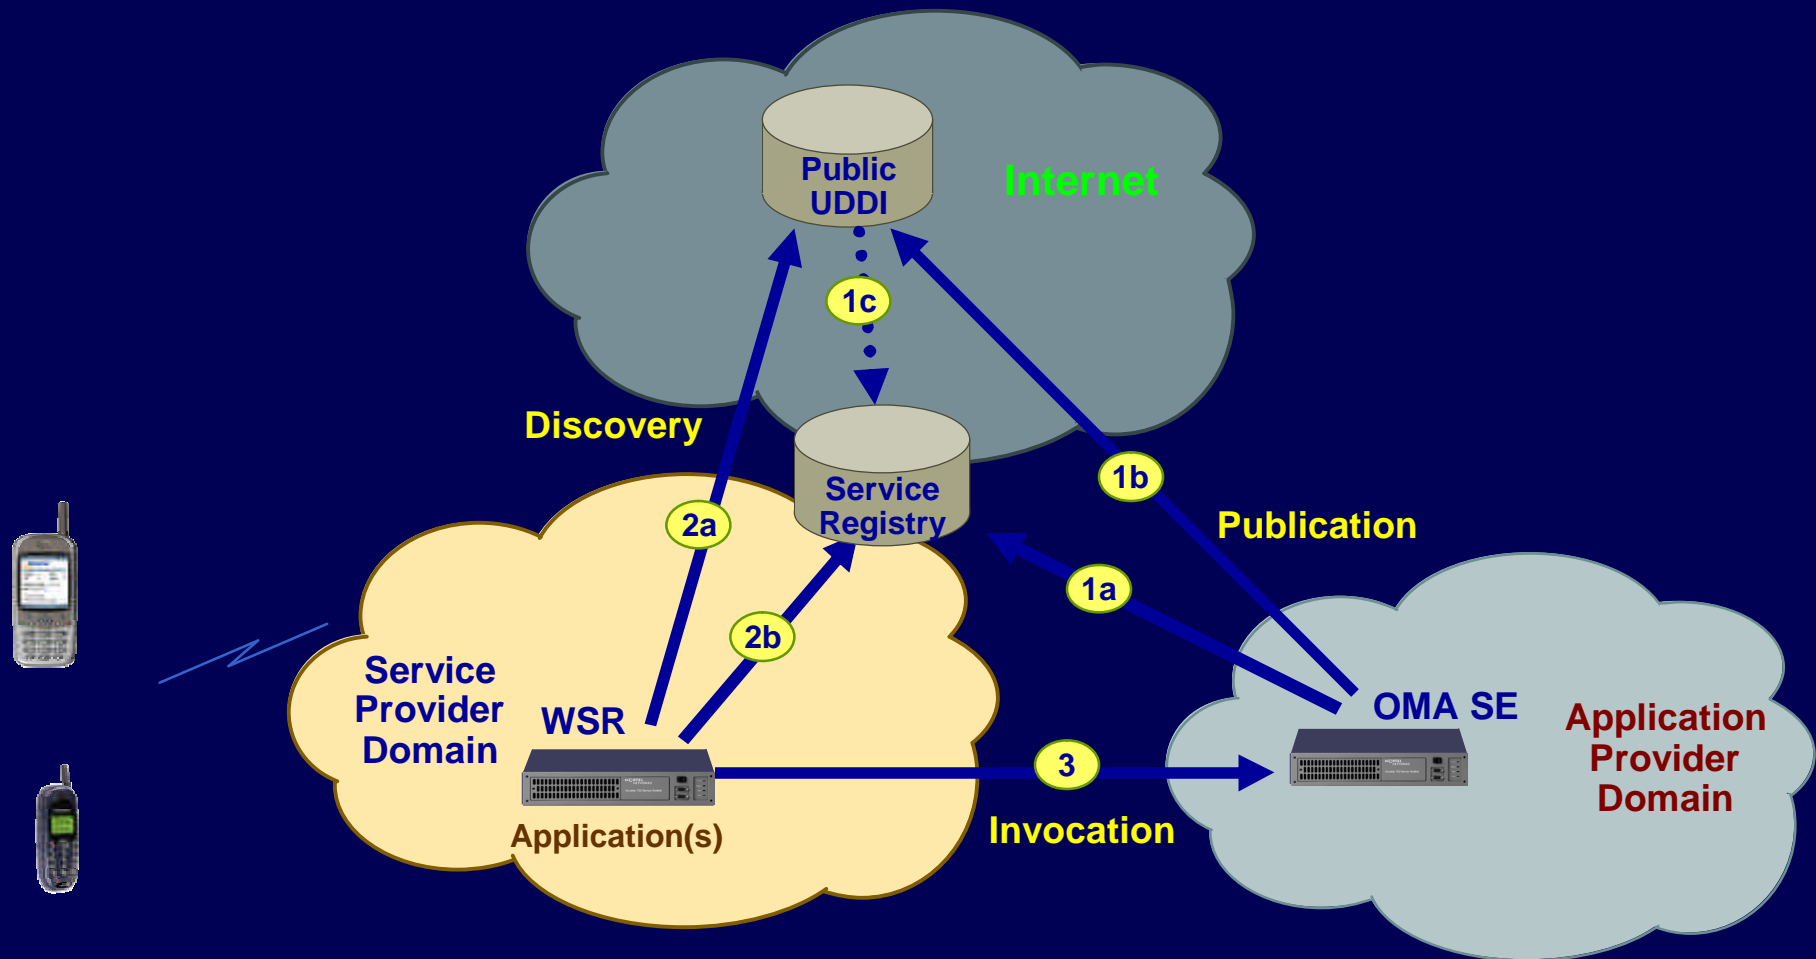 Public
UDDI
Internet
1c
Discovery
1b
Service
Registry
2a
Publication
1a
2b
Service
Provider
Domain
WSR
OMA SE
Application
Provider
Domain
3
Application(s)
Invocation